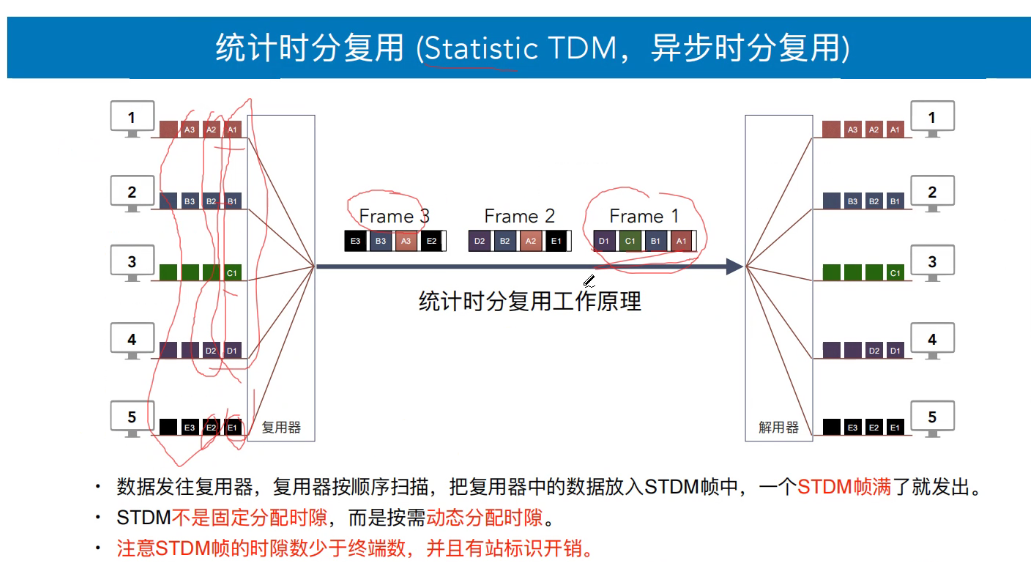 统计时分复用 (Statistic TDM，异步时分复用)
1 A3 A2 A1
A3 A2 A1 1
2 B3 B2 B1
B3 B2 B1 2
Frame 3 Frame 2 Frame 1
E3 B3 A3 E2 D2 B2 A2 E1 D1 C1 B1 A1
3 C1
C1 3
统计时分复用工作原理
4 D2 D1
D2 D1 4
5 E3 E2 E1
E3 E2 E1 5
复用器
解用器
· 数据发往复用器，复用器按顺序扫描，把复用器中的数据放入STDM帧中，一个STDM帧满了就发出。
· STDM不是固定分配时隙，而是按需动态分配时隙。
· 注意STDM帧的时隙数少于终端数，并且有站标识开销。